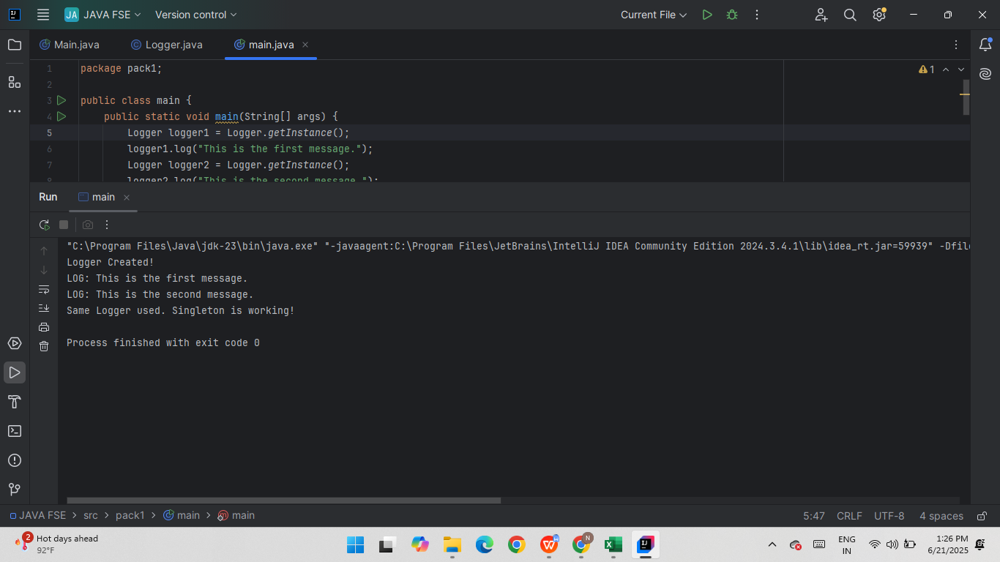 JA JAVA FSE Version control Current File
Main.java Logger.java main.java
1 package pack1;
2
3 public class main {
4 public static void main(String[] args) {
5 Logger logger1 = Logger.getInstance();
6 logger1.log("This is the first message.");
7 Logger logger2 = Logger.getInstance();
8 logger2.log("This is the second message.");
1
Run main
"C:\Program Files\Java\jdk-23\bin\java.exe" "-javaagent:C:\Program Files\JetBrains\IntelliJ IDEA Community Edition 2024.3.4.1\lib\idea_rt.jar=59939" -Dfile
Logger Created!
LOG: This is the first message.
LOG: This is the second message.
Same Logger used. Singleton is working!
Process finished with exit code 0
JAVA FSE > src > pack1 > main > main 5:47 CRLF UTF-8 4 spaces
2 Hot days ahead
92°F
N
ENG
IN
1:26 PM
6/21/2025